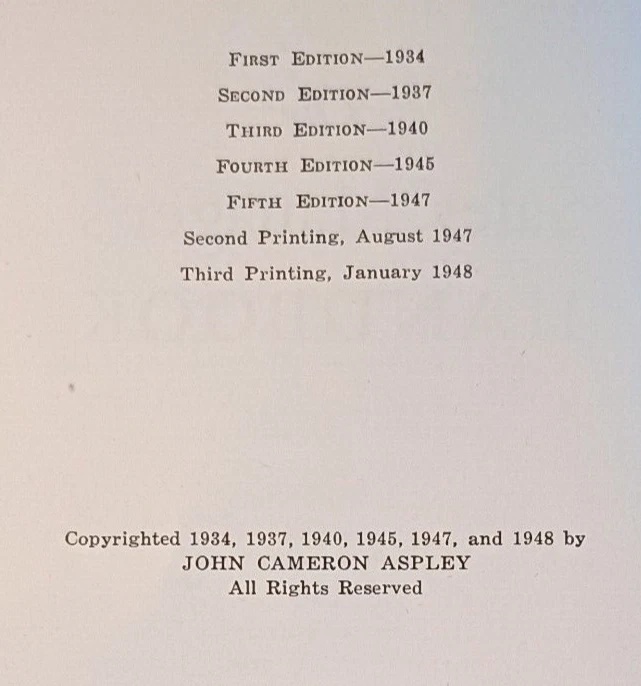 First Edition—1934
Second Edition—1937
Third Edition—1940
Fourth Edition—1945
Fifth Edition—1947
Second Printing, August 1947
Third Printing, January 1948
Copyrighted 1934, 1937, 1940, 1945, 1947, and 1948 by
JOHN CAMERON ASPLEY
All Rights Reserved